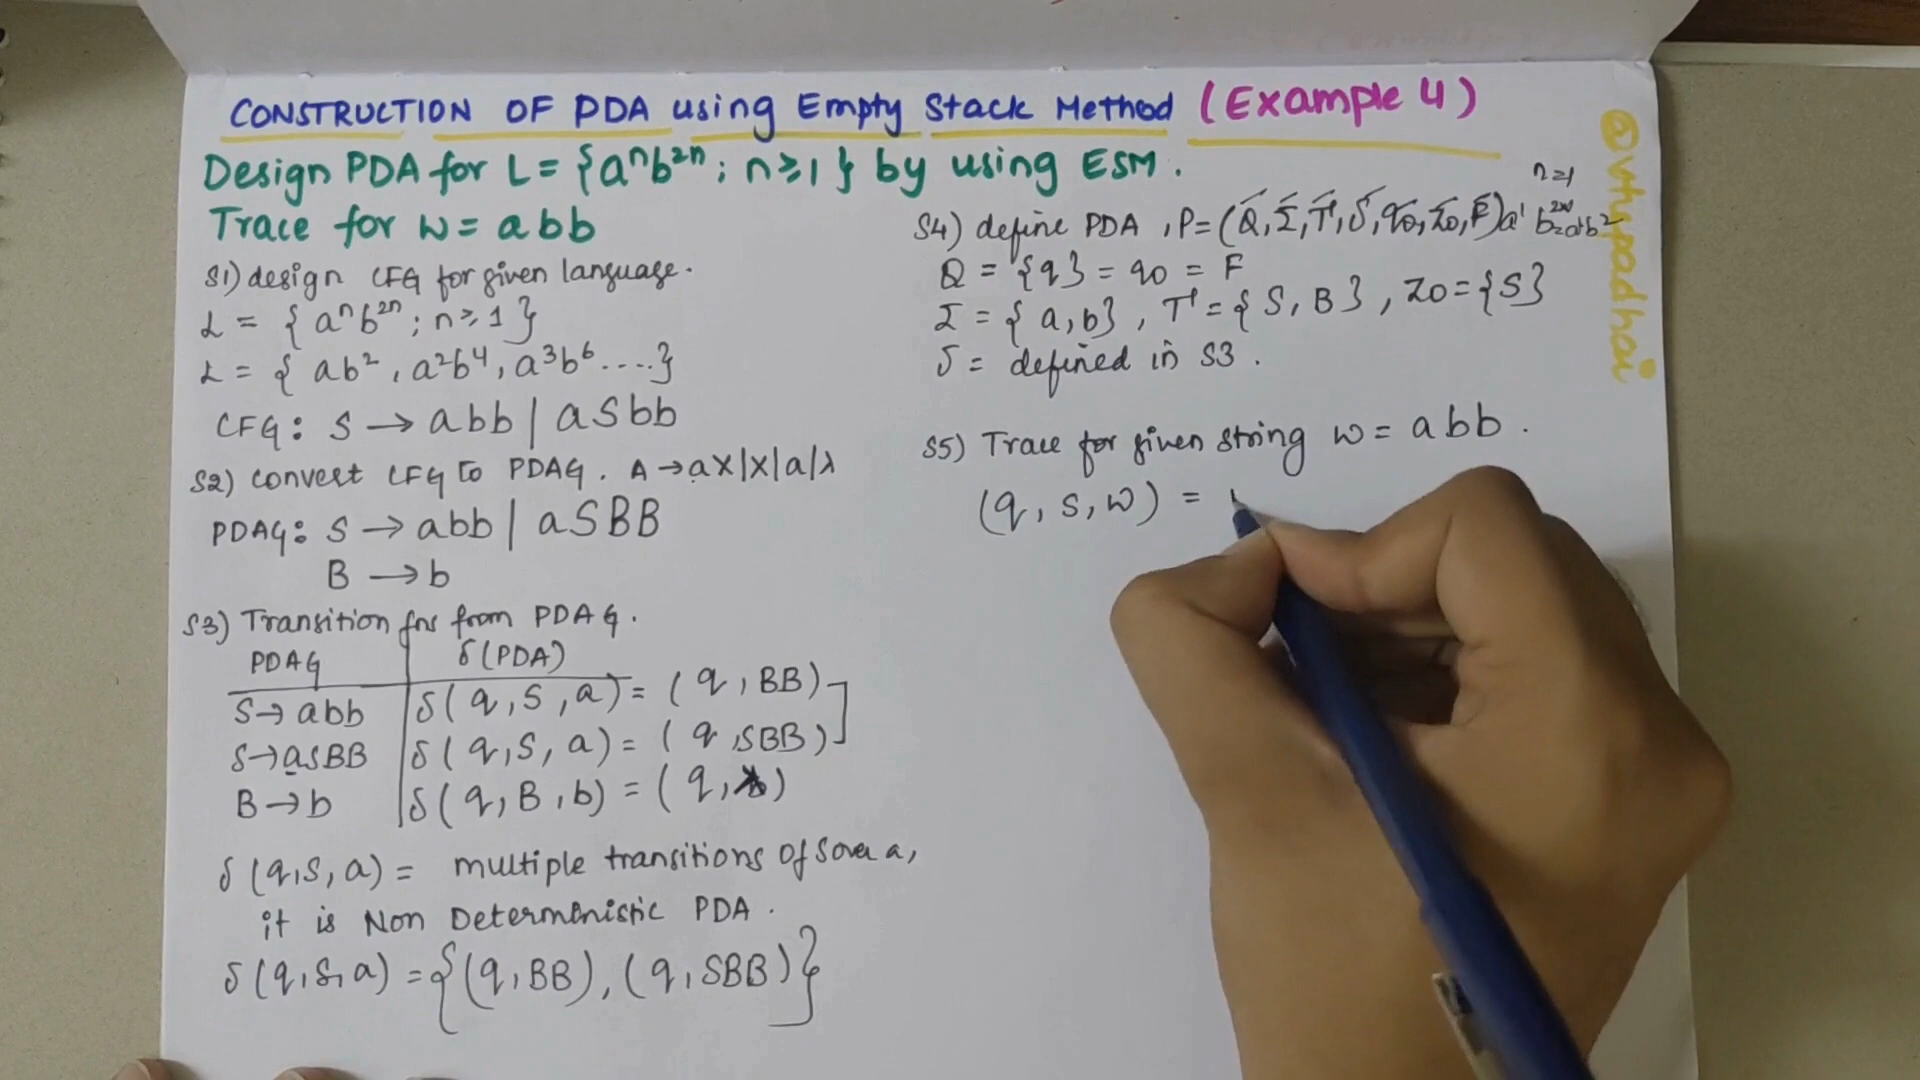 CONSTRUCTION OF PDA using Empty Stack Method (Example 4)
Design PDA for L = {aⁿb²ⁿ ; n≥1} by using ESM.
Trace for w = abb
S1) design CFG for given language.
L = {aⁿb²ⁿ ; n≥1}
L = {ab², a²b⁴, a³b⁶ ....}
CFG: S → abb | aSbb
S2) convert CFG to PDAG. A → aX|X|a|λ
PDAG: S → abb | aSBB
B → b
S3) Transition fns from PDAG.
PDAG δ(PDA)
S→abb δ(q, S, a) = (q, BB)
S→aSBB δ(q, S, a) = (q, SBB)
B→b δ(q, B, b) = (q, λ)
δ(q, S, a) = multiple transitions of S over a,
it is Non Deterministic PDA.
δ(q, S, a) = {(q, BB), (q, SBB)}
n=1
S4) define PDA, P = (Q, Σ, Γ, δ, q0, Z0, F) a¹
Q = {q} = q0 = F
Σ = {a, b}, Γ = {S, B}, Z0 = {S}
δ = defined in S3.
S5) Trace for given string w = abb.
(q, S, w) =
@vtupadhai